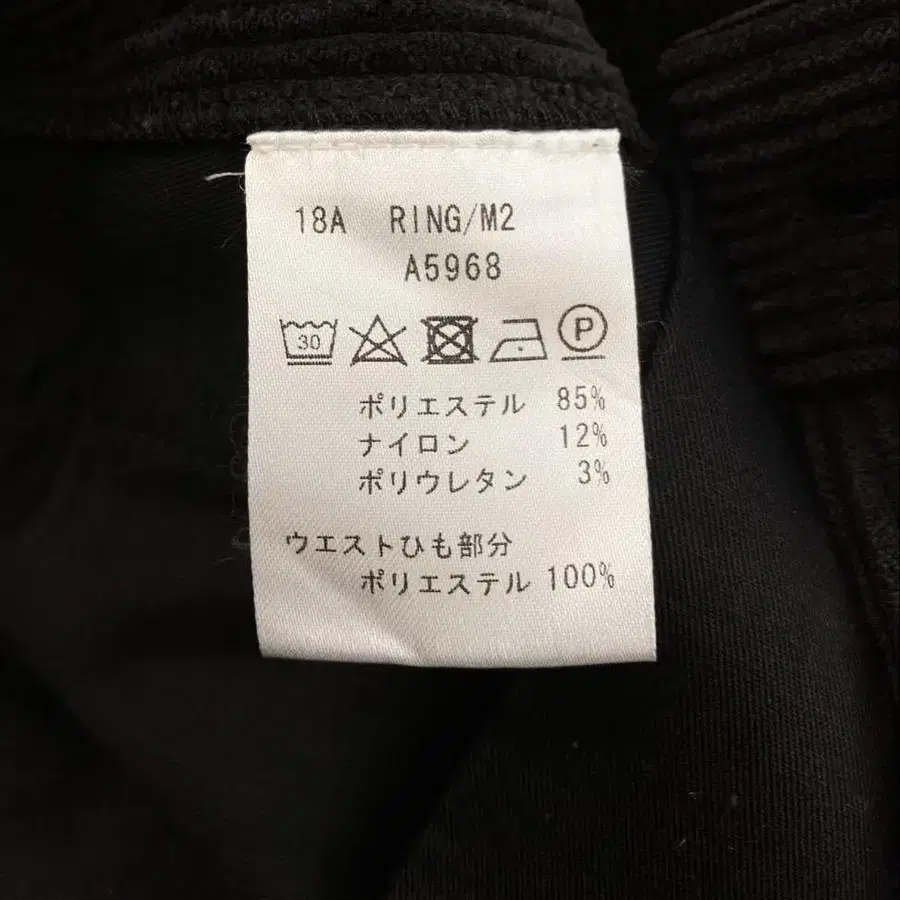 18A RING/M2
A5968
30 P
ポリエステル 85%
ナイロン 12%
ポリウレタン 3%
ウエストひも部分
ポリエステル 100%